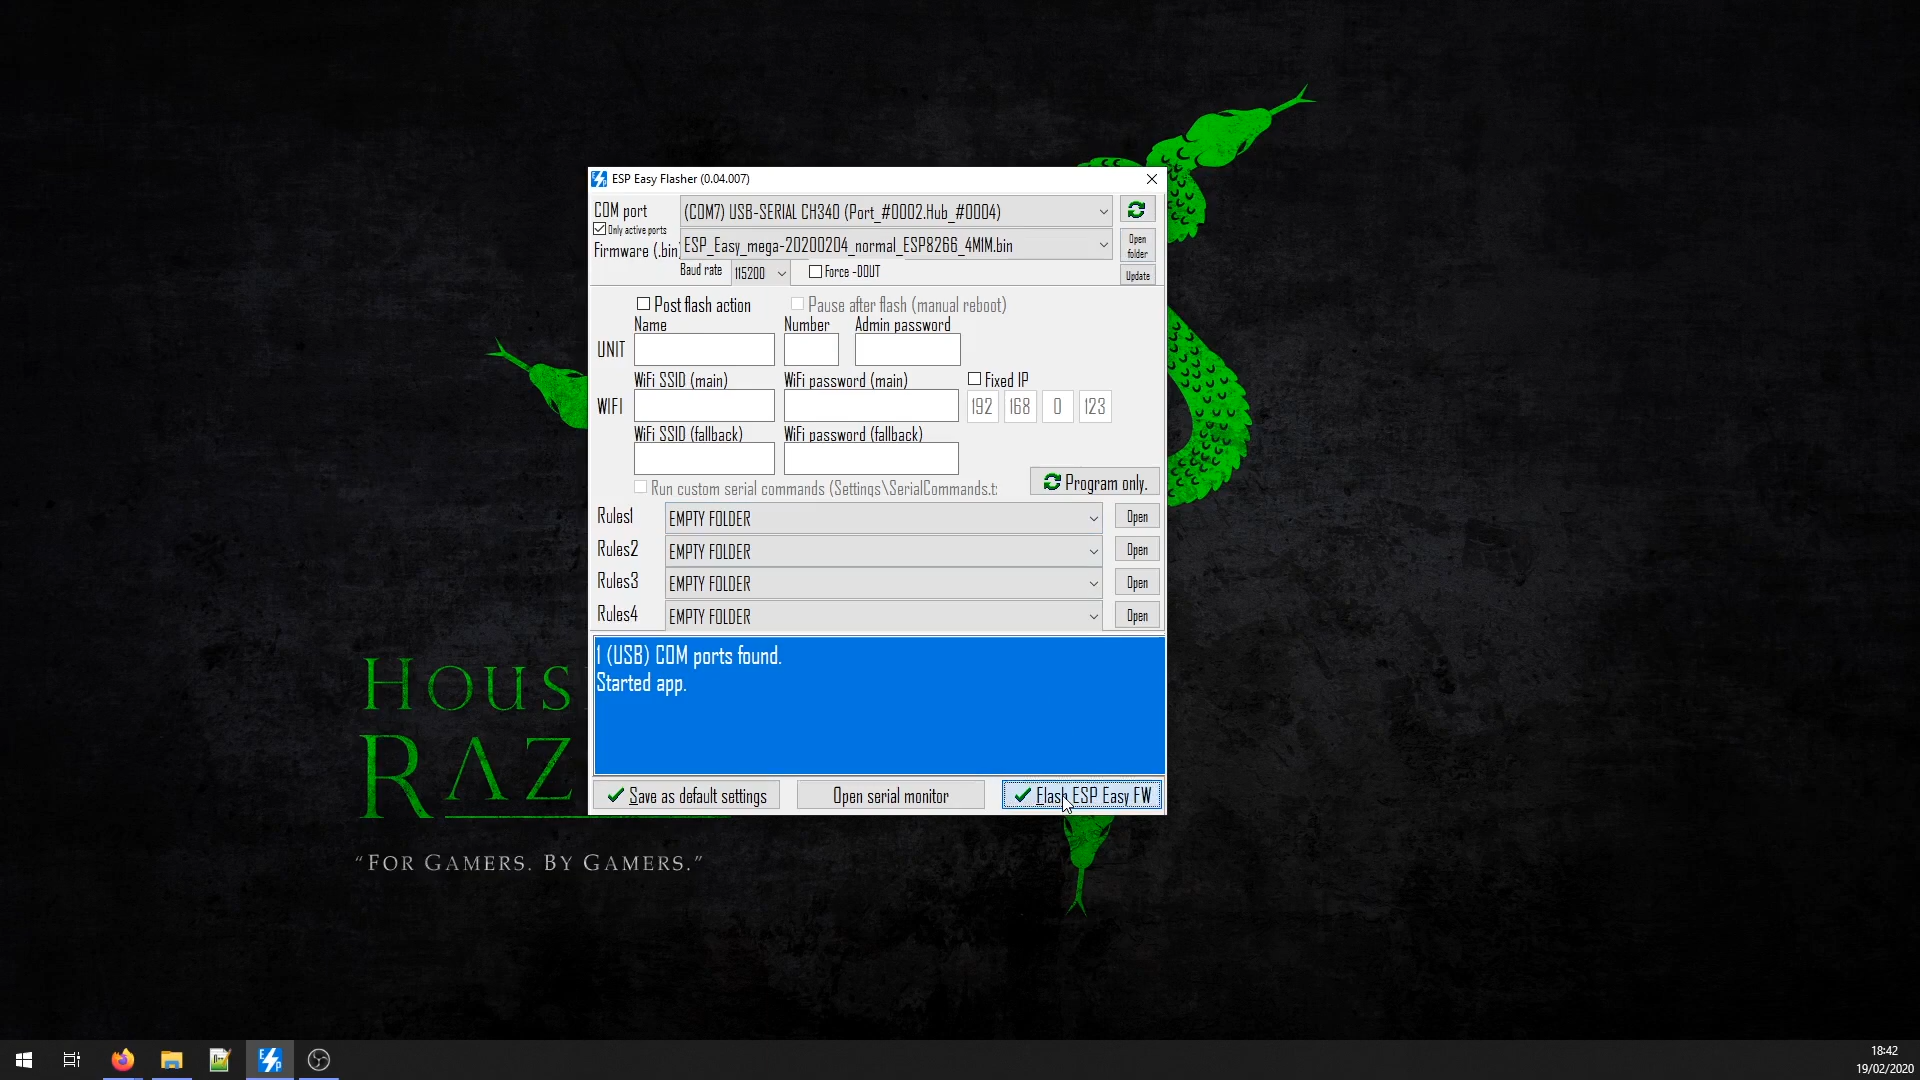 ESP Easy Flasher (0.04.007)
COM port
(COM7) USB-SERIAL CH340 (Port_#0002.Hub_#0004)
Only active ports
Firmware (.bin)
ESP_Easy_mega-20200204_normal_ESP8266_4M1M.bin
Open folder
Baud rate
115200
Force -DOUT
Update
Post flash action
Pause after flash (manual reboot)
Name
Number
Admin password
UNIT
WiFi SSID (main)
WiFi password (main)
Fixed IP
WIFI
192
168
0
123
WiFi SSID (fallback)
WiFi password (fallback)
Run custom serial commands (Settings\SerialCommands.t
Program only.
Rules1
EMPTY FOLDER
Open
Rules2
EMPTY FOLDER
Open
Rules3
EMPTY FOLDER
Open
Rules4
EMPTY FOLDER
Open
1 (USB) COM ports found.
Started app.
Save as default settings
Open serial monitor
Flash ESP Easy FW
HOUS
RAZ
“FOR GAMERS. BY GAMERS.”
18:42
19/02/2020